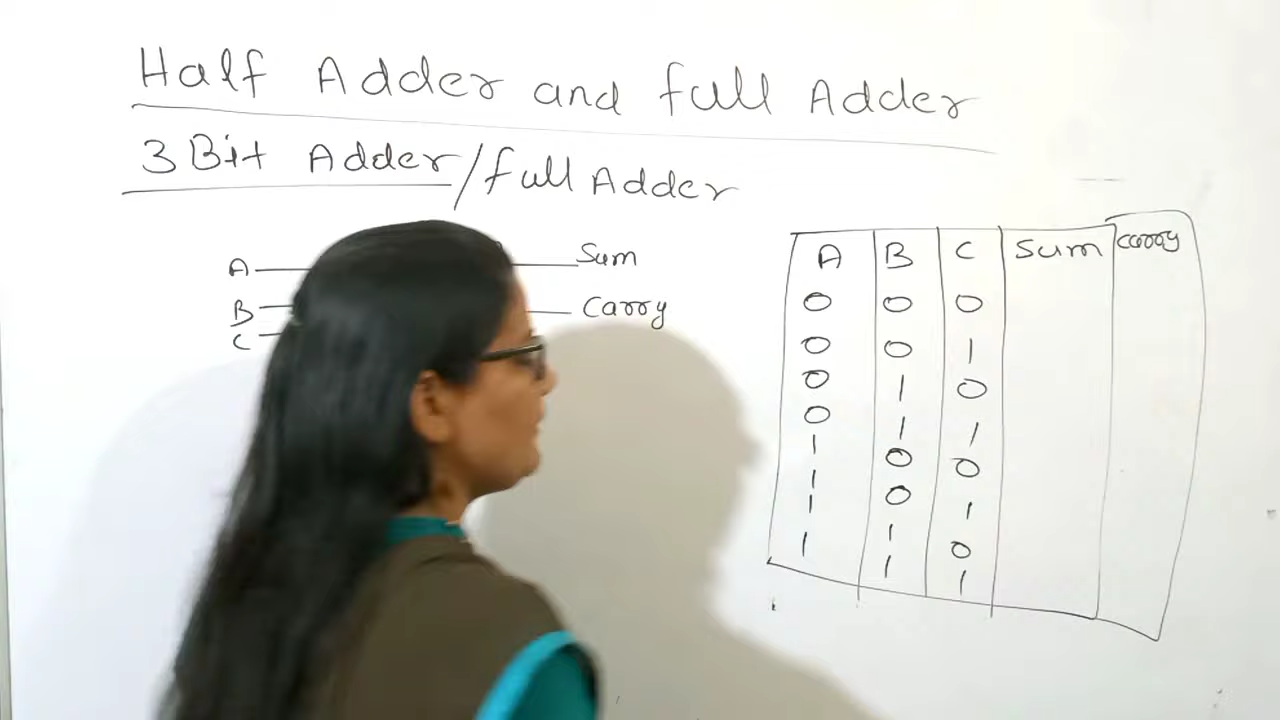 Half Adder and full Adder
3 Bit Adder/full Adder
A Sum
B Carry
C
A B C Sum carry
0 0 0
0 0 1
0 1 0
0 1 1
1 0 0
1 0 1
1 1 0
1 1 1